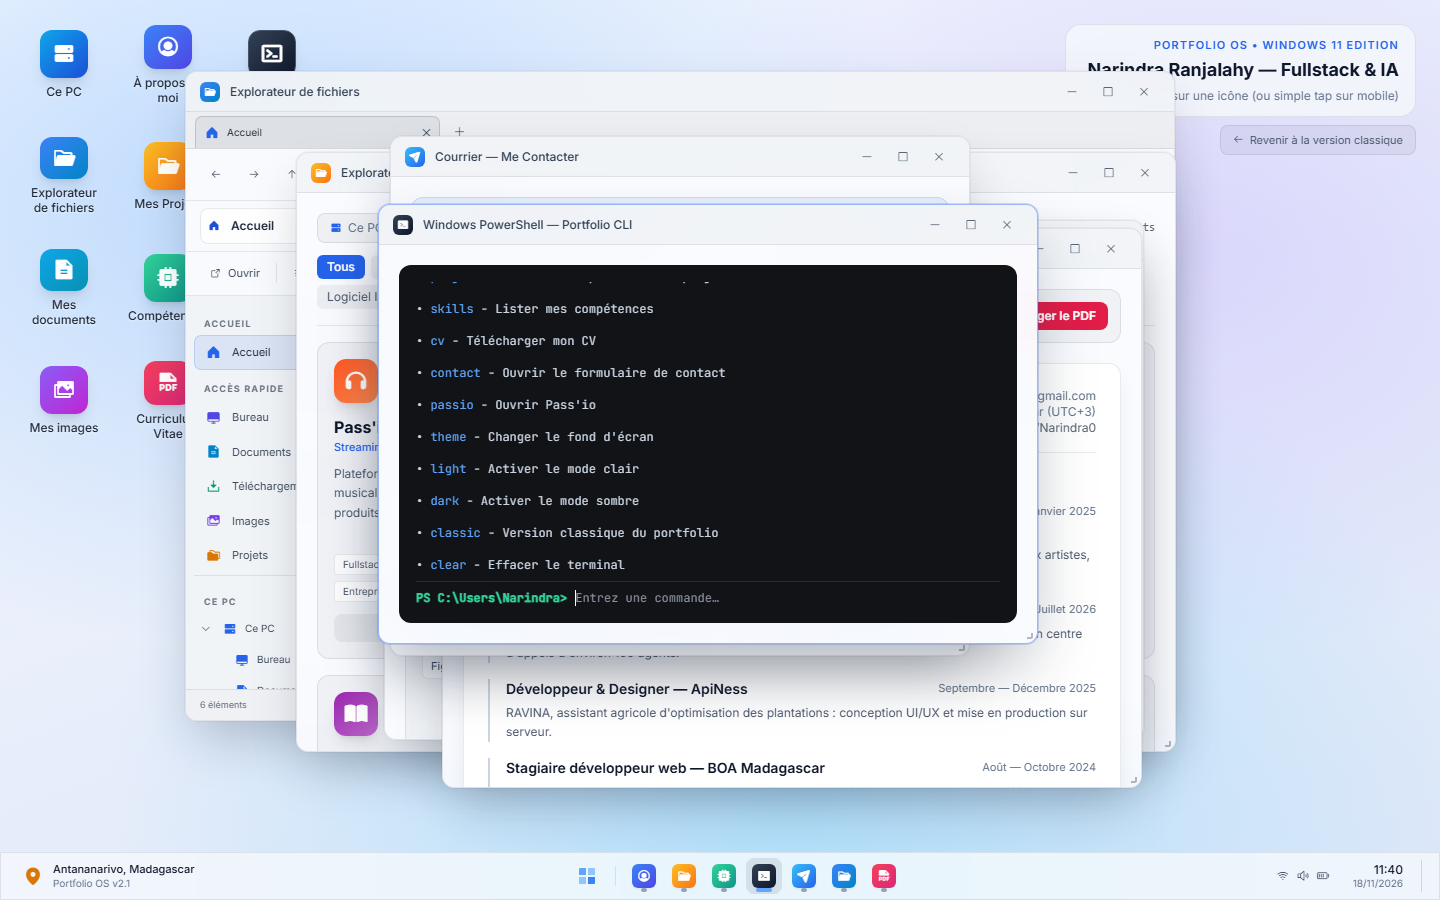 Ce PC
À propos
moi
Explorateur
de fichiers
Mes Proj
Mes
documents
Compéten
Mes images
Curricul
Vitae
PORTFOLIO OS • WINDOWS 11 EDITION
Narindra Ranjalahy — Fullstack & IA
sur une icône (ou simple tap sur mobile)
← Revenir à la version classique
Explorateur de fichiers
Accueil
Accueil
Ouvrir
ACCUEIL
Accueil
ACCÈS RAPIDE
Bureau
Documents
Téléchargem
Images
Projets
CE PC
Ce PC
Bureau
6 éléments
Explorate
Ce PC
ts
Tous
Logiciel I
Pass'
Streamin
Platefor
musical
produits
Fullstac
Entrepr
Fig
Courrier — Me Contacter
Windows PowerShell — Portfolio CLI
• skills - Lister mes compétences
• cv - Télécharger mon CV
• contact - Ouvrir le formulaire de contact
• passio - Ouvrir Pass'io
• theme - Changer le fond d'écran
• light - Activer le mode clair
• dark - Activer le mode sombre
• classic - Version classique du portfolio
• clear - Effacer le terminal
PS C:\Users\Narindra> Entrez une commande…
ger le PDF
gmail.com
r (UTC+3)
/Narindra0
anvier 2025
x artistes,
Juillet 2026
n centre
Développeur & Designer — ApiNess
Septembre — Décembre 2025
RAVINA, assistant agricole d'optimisation des plantations : conception UI/UX et mise en production sur
serveur.
Stagiaire développeur web — BOA Madagascar
Août — Octobre 2024
Antananarivo, Madagascar
Portfolio OS v2.1
11:40
18/11/2026